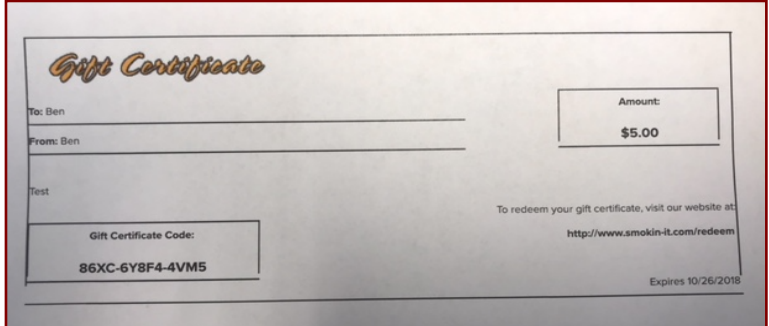 Gift Certificate
To: Ben
Amount:
$5.00
From: Ben
Test
To redeem your gift certificate, visit our website at:
http://www.smokin-it.com/redeem
Gift Certificate Code:
86XC-6Y8F4-4VM5
Expires 10/26/2018